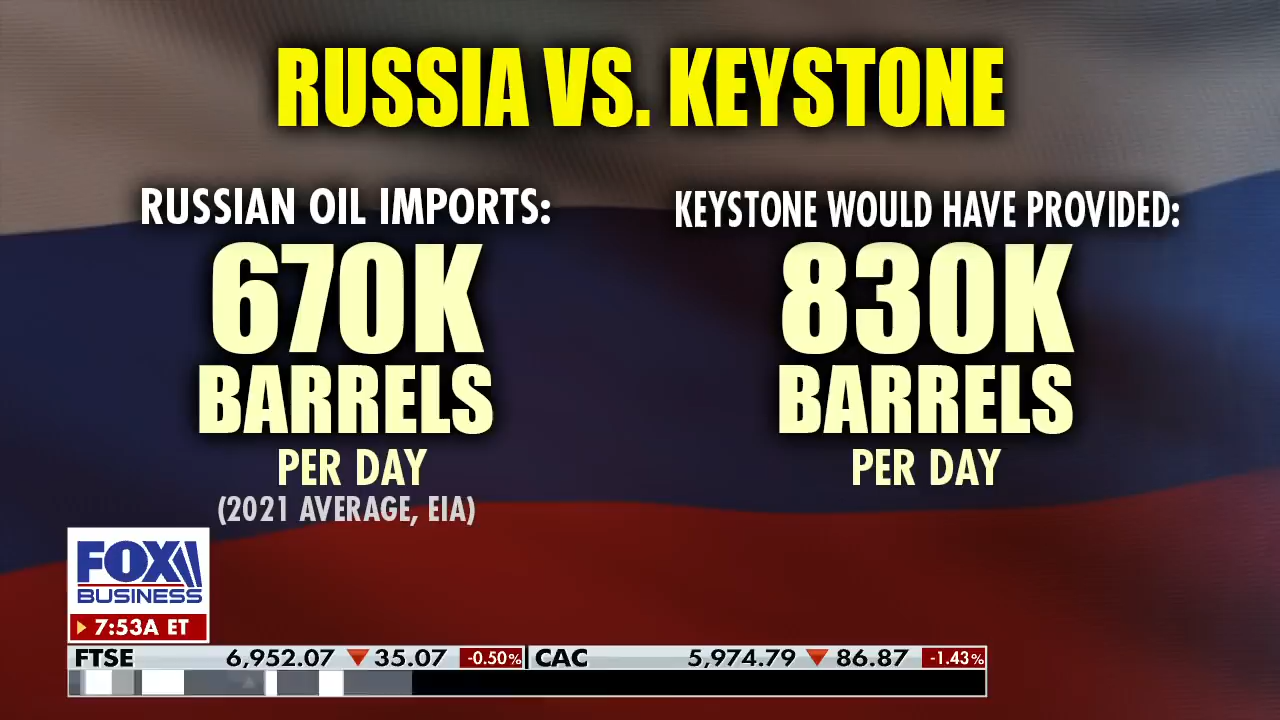 RUSSIA VS. KEYSTONE
RUSSIAN OIL IMPORTS:
670K
BARRELS
PER DAY
(2021 AVERAGE, EIA)
KEYSTONE WOULD HAVE PROVIDED:
830K
BARRELS
PER DAY
FOX
BUSINESS
7:53A ET
FTSE 6,952.07 ▼ 35.07 -0.50% CAC 5,974.79 ▼ 86.87 -1.43%